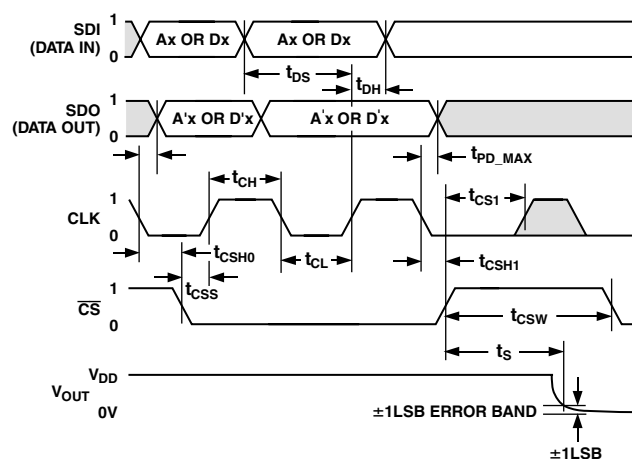 SDI
(DATA IN)
1
0
Ax OR Dx
Ax OR Dx
tDS
tDH
SDO
(DATA OUT)
1
0
A'x OR D'x
A'x OR D'x
tPD_MAX
tCH
tCS1
CLK
1
0
tCSH0
tCL
tCSH1
tCSS
CS
1
0
tCSW
tS
VDD
VOUT
0V
±1LSB ERROR BAND
±1LSB